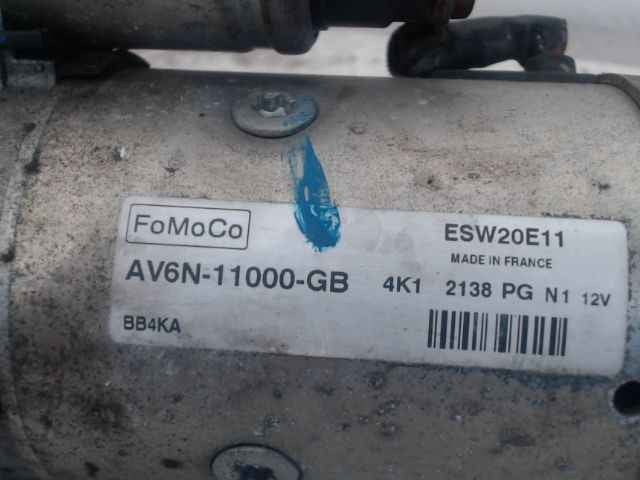 FoMoCo
ESW20E11
MADE IN FRANCE
AV6N-11000-GB 4K1 2138 PG N1 12V
BB4KA